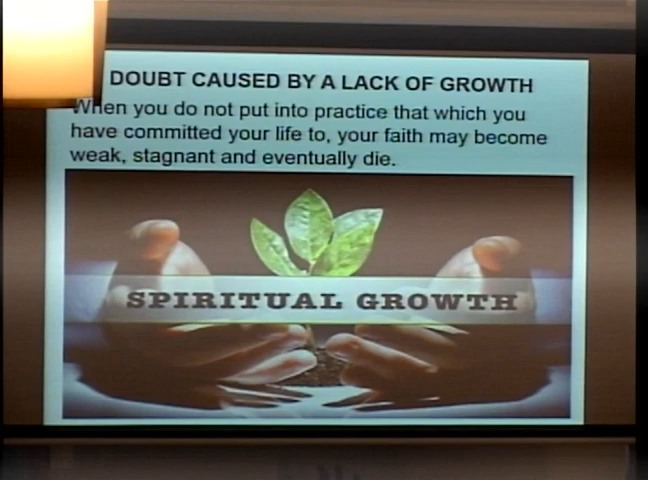 DOUBT CAUSED BY A LACK OF GROWTH
When you do not put into practice that which you
have committed your life to, your faith may become
weak, stagnant and eventually die.
SPIRITUAL GROWTH